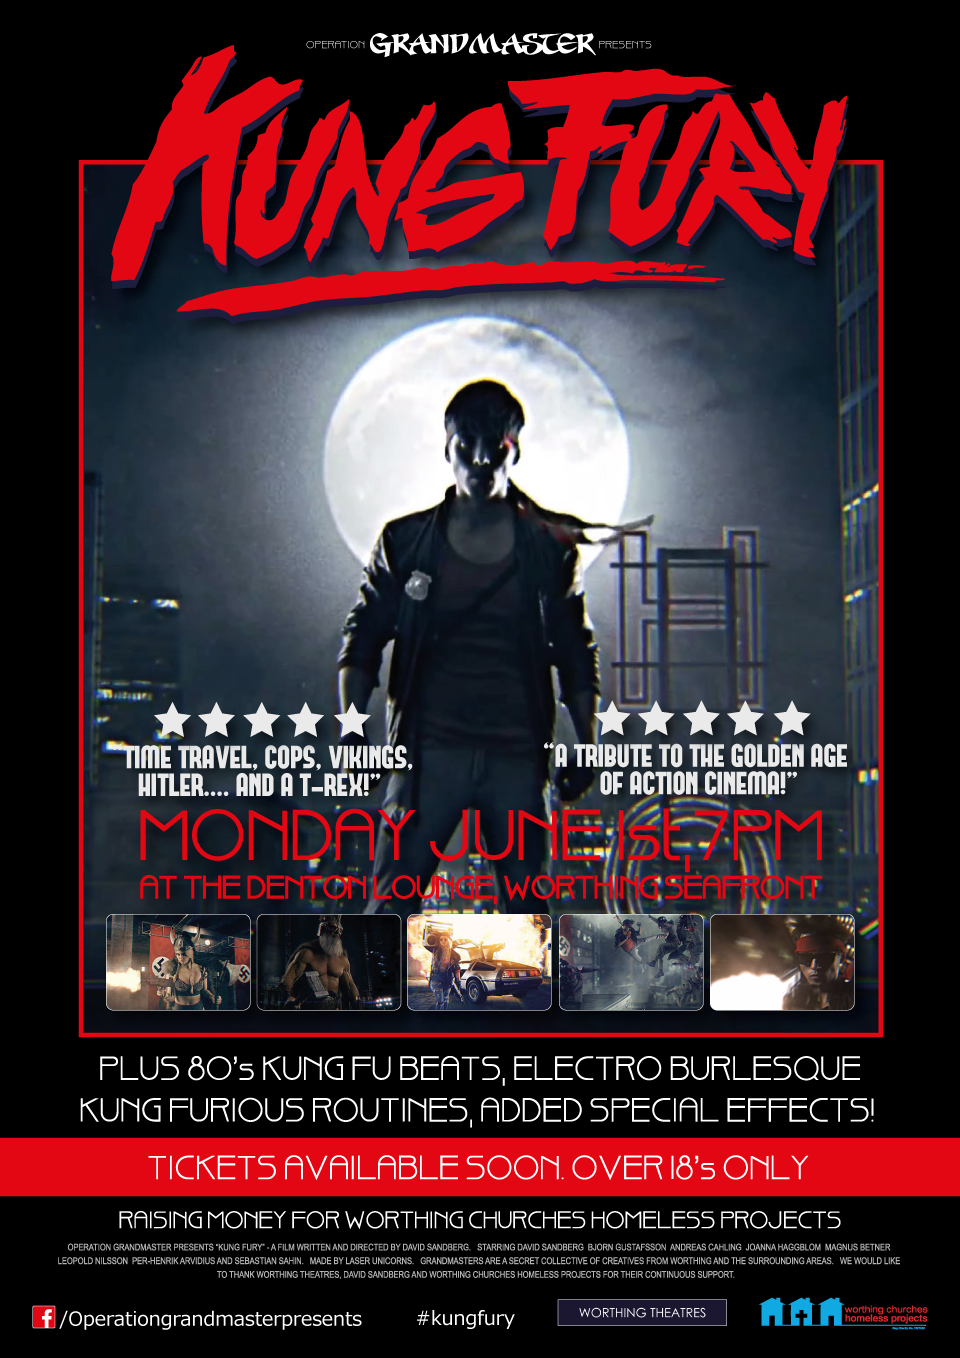 OPERATION GRANDMASTER PRESENTS
KUNG FURY
★★★★★
"TIME TRAVEL, COPS, VIKINGS,
HITLER.... AND A T-REX!"
★★★★★
"A TRIBUTE TO THE GOLDEN AGE
OF ACTION CINEMA!"
MONDAY JUNE 1st, 7PM
AT THE DENTON LOUNGE, WORTHING SEAFRONT
PLUS 80's KUNG FU BEATS, ELECTRO BURLESQUE
KUNG FURIOUS ROUTINES, ADDED SPECIAL EFFECTS!
TICKETS AVAILABLE SOON. OVER 18's ONLY
RAISING MONEY FOR WORTHING CHURCHES HOMELESS PROJECTS
OPERATION GRANDMASTER PRESENTS "KUNG FURY" - A FILM WRITTEN AND DIRECTED BY DAVID SANDBERG. STARRING DAVID SANDBERG BJORN GUSTAFSSON ANDREAS CAHLING JOANNA HAGGBLOM MAGNUS BETNER
LEOPOLD NILSSON PER-HENRIK ARVIDIUS AND SEBASTIAN SAHIN. MADE BY LASER UNICORNS. GRANDMASTERS ARE A SECRET COLLECTIVE OF CREATIVES FROM WORTHING AND THE SURROUNDING AREAS. WE WOULD LIKE
TO THANK WORTHING THEATRES, DAVID SANDBERG AND WORTHING CHURCHES HOMELESS PROJECTS FOR THEIR CONTINUOUS SUPPORT.
f /Operationgrandmasterpresents
#kungfury
WORTHING THEATRES
worthing churches
homeless projects